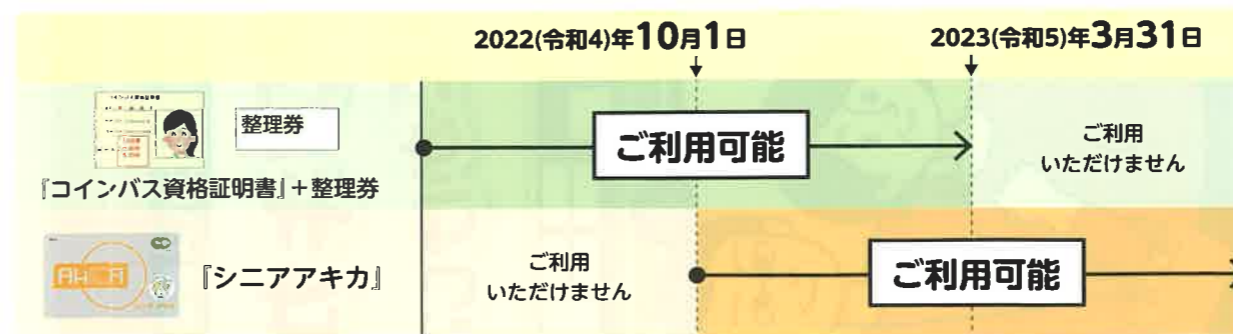 2022(令和4)年10月1日
2023(令和5)年3月31日
整理券
ご利用可能
ご利用
いただけません
『コインバス資格証明書』+整理券
『シニアアキカ』
ご利用
いただけません
ご利用可能